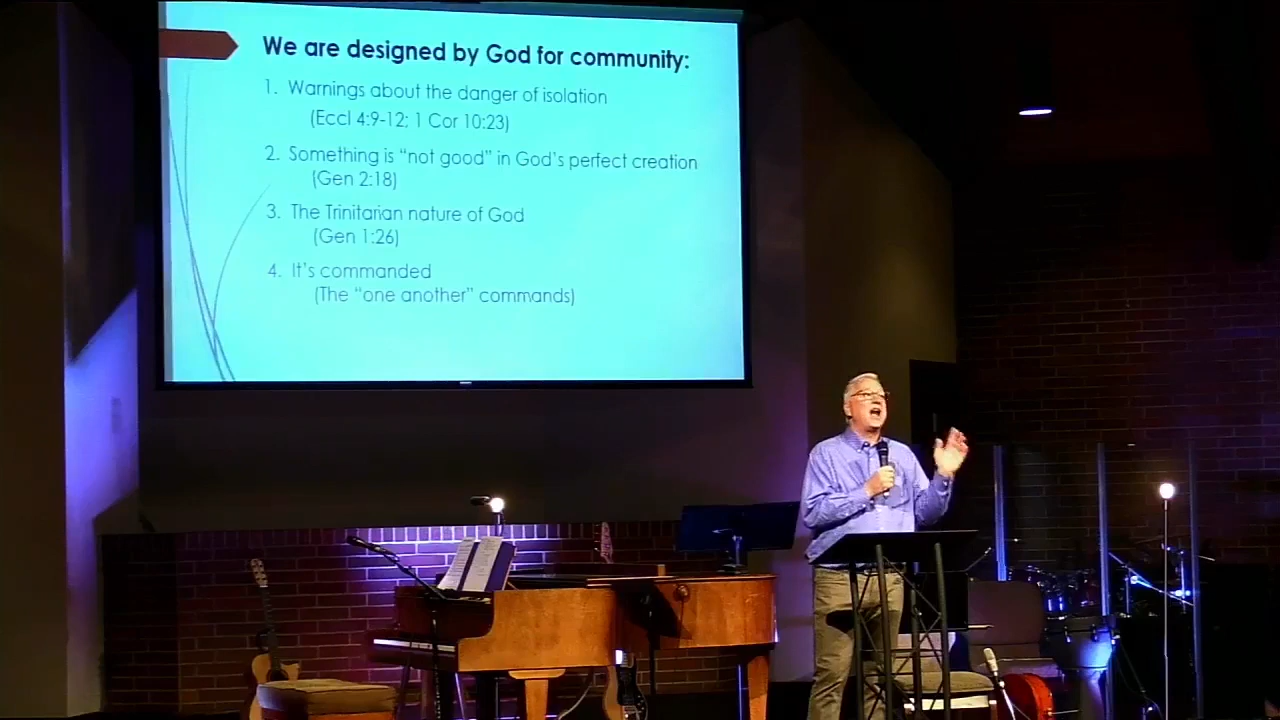 We are designed by God for community:
1. Warnings about the danger of isolation
(Eccl 4:9-12; 1 Cor 10:23)
2. Something is “not good” in God’s perfect creation
(Gen 2:18)
3. The Trinitarian nature of God
(Gen 1:26)
4. It’s commanded
(The “one another” commands)